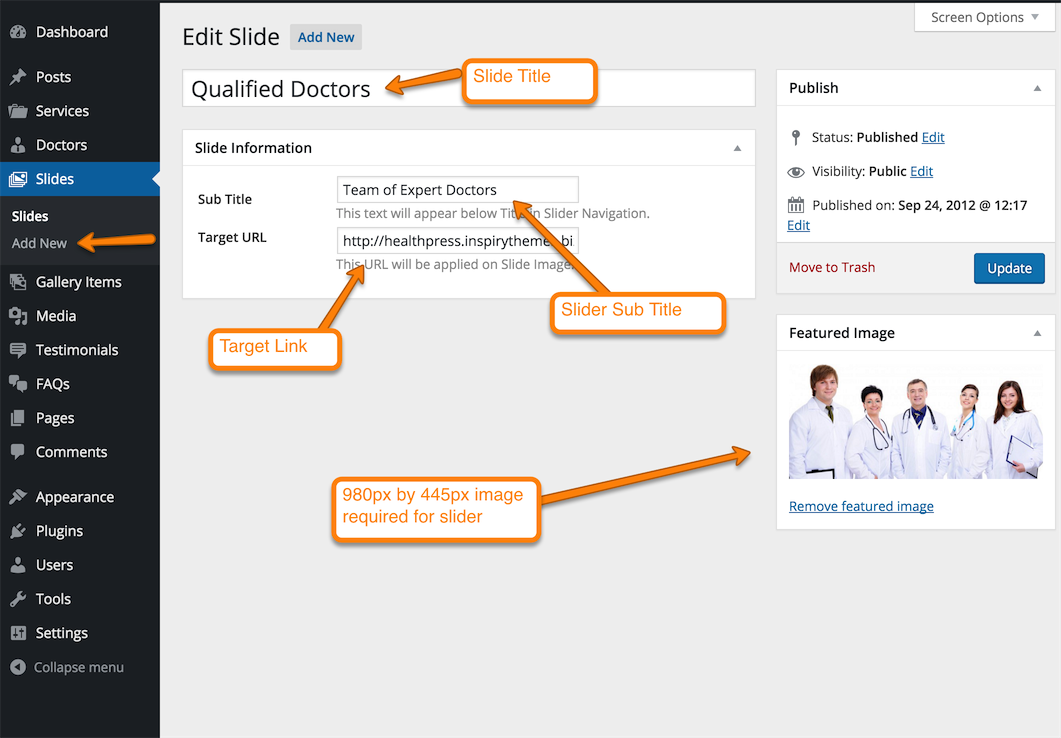 Dashboard
Posts
Services
Doctors
Slides
Slides
Add New
Gallery Items
Media
Testimonials
FAQs
Pages
Comments
Appearance
Plugins
Users
Tools
Settings
Collapse menu
Screen Options
Edit Slide Add New
Qualified Doctors
Slide Title
Slide Information
Sub Title
Team of Expert Doctors
This text will appear below Title in Slider Navigation.
Target URL
http://healthpress.inspirythemes.bi
This URL will be applied on Slide Image.
Slider Sub Title
Target Link
980px by 445px image
required for slider
Publish
Status: Published Edit
Visibility: Public Edit
Published on: Sep 24, 2012 @ 12:17
Edit
Move to Trash
Update
Featured Image
Remove featured image